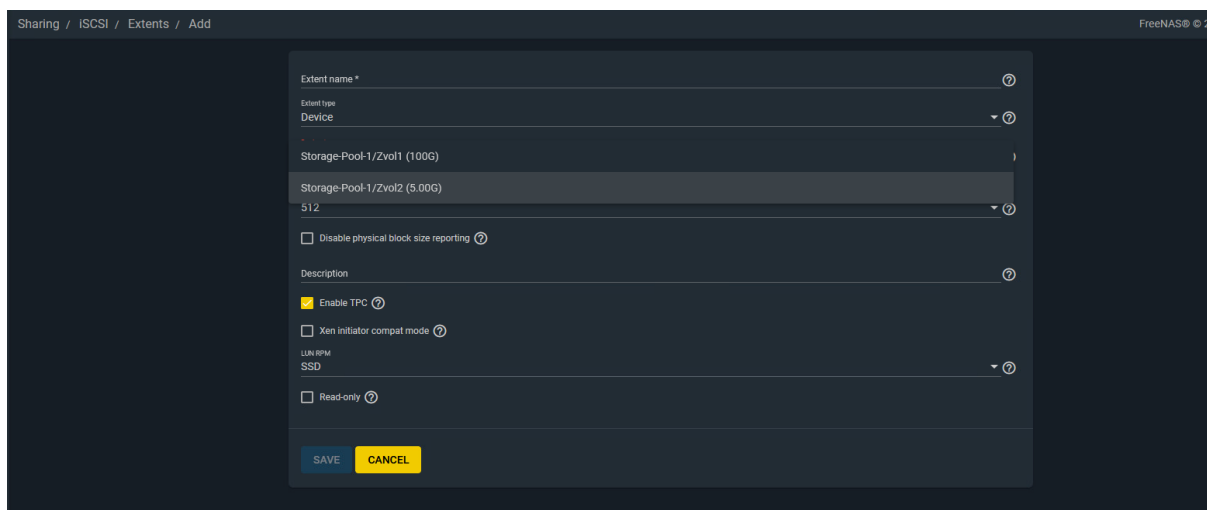 Sharing / iSCSI / Extents / Add
FreeNAS® ©
Extent name *
Extent type
Device
Storage-Pool-1/Zvol1 (100G)
Storage-Pool-1/Zvol2 (5.00G)
512
Disable physical block size reporting
Description
Enable TPC
Xen initiator compat mode
LUN RPM
SSD
Read-only
SAVE CANCEL